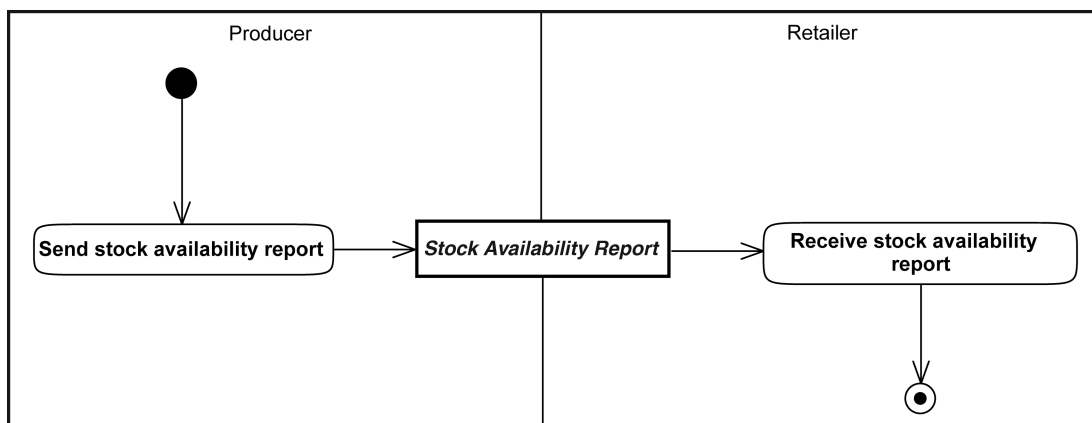 Producer
Retailer
Send stock availability report
Stock Availability Report
Receive stock availability
report